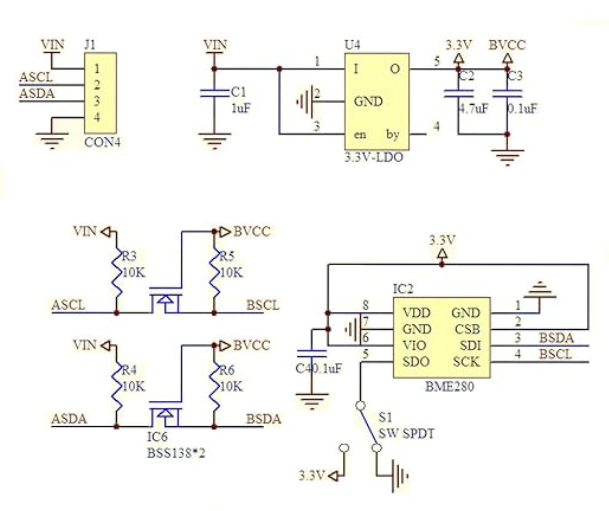 VIN J1
1
ASCL 2
ASDA 3
4
CON4
VIN U4 3.3V BVCC
1 I O 5
C1 1uF
2 GND
C2 4.7uF
C3 0.1uF
3 en by 4
3.3V-LDO
VIN BVCC
R3 10K
R5 10K
ASCL BSCL
VIN BVCC
R4 10K
R6 10K
ASDA BSDA
IC6
BSS138*2
3.3V
IC2
8 VDD GND 1
7 GND CSB 2
6 VIO SDI 3 BSDA
5 SDO SCK 4 BSCL
C4 0.1uF
BME280
S1
SW SPDT
3.3V